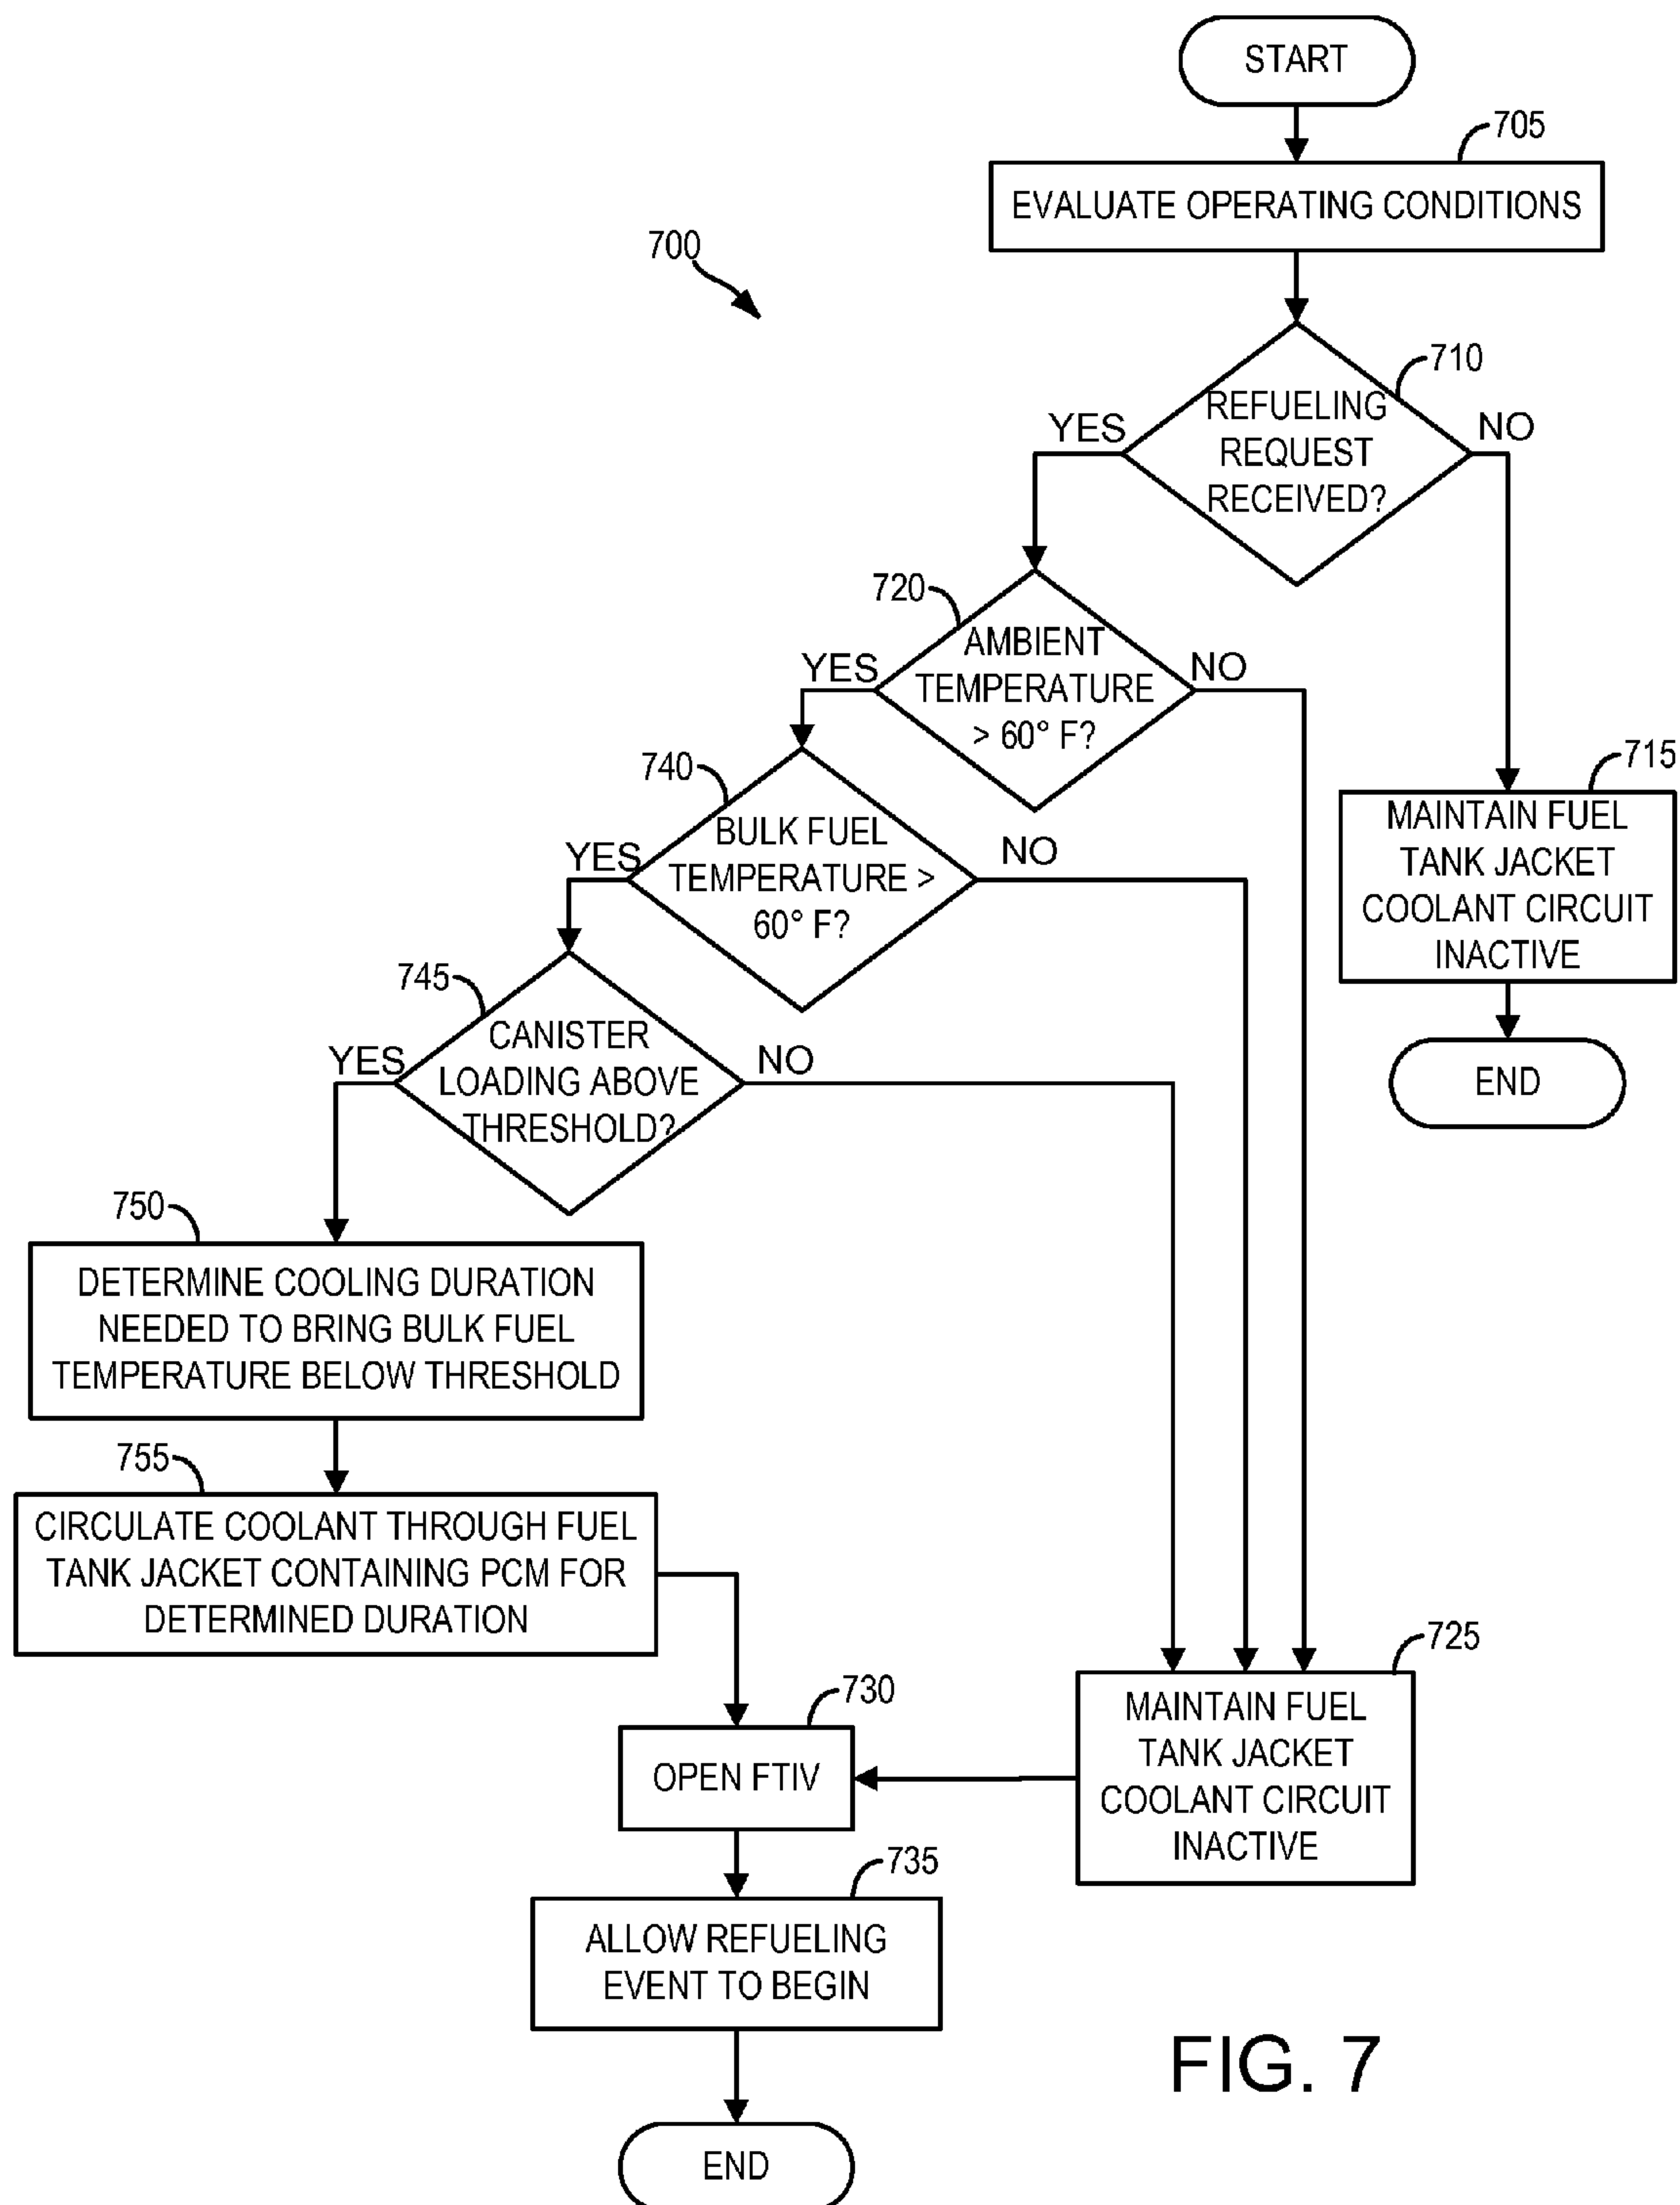 START
705
EVALUATE OPERATING CONDITIONS
700
710
REFUELING
REQUEST
RECEIVED?
YES
NO
720
AMBIENT
TEMPERATURE
> 60° F?
YES
NO
740
BULK FUEL
TEMPERATURE >
60° F?
YES
NO
715
MAINTAIN FUEL
TANK JACKET
COOLANT CIRCUIT
INACTIVE
END
745
CANISTER
LOADING ABOVE
THRESHOLD?
YES
NO
750
DETERMINE COOLING DURATION
NEEDED TO BRING BULK FUEL
TEMPERATURE BELOW THRESHOLD
755
CIRCULATE COOLANT THROUGH FUEL
TANK JACKET CONTAINING PCM FOR
DETERMINED DURATION
725
MAINTAIN FUEL
TANK JACKET
COOLANT CIRCUIT
INACTIVE
730
OPEN FTIV
735
ALLOW REFUELING
EVENT TO BEGIN
END
FIG. 7